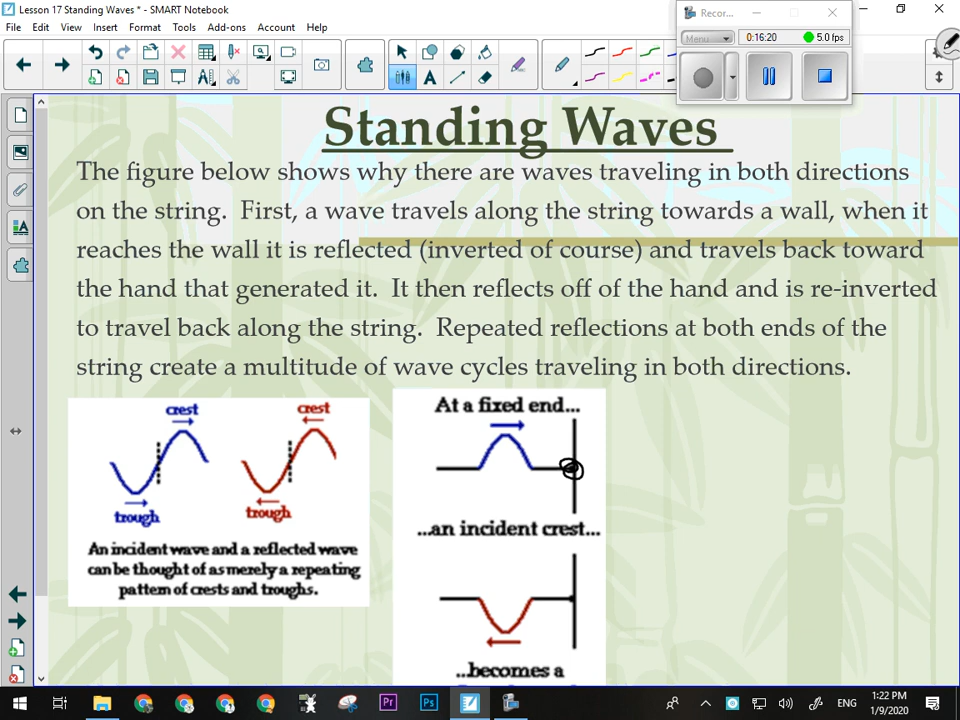 Lesson 17 Standing Waves * - SMART Notebook
Recor...
File Edit View Insert Format Tools Add-ons Account Help
Menu
0:16:20
5.0 fps
Standing Waves
The figure below shows why there are waves traveling in both directions
on the string. First, a wave travels along the string towards a wall, when it
reaches the wall it is reflected (inverted of course) and travels back toward
the hand that generated it. It then reflects off of the hand and is re-inverted
to travel back along the string. Repeated reflections at both ends of the
string create a multitude of wave cycles traveling in both directions.
crest
crest
trough
trough
An incident wave and a reflected wave
can be thought of as merely a repeating
pattern of crests and troughs.
At a fixed end...
...an incident crest...
...becomes a
Pr
Ps
ENG
1:22 PM
1/9/2020